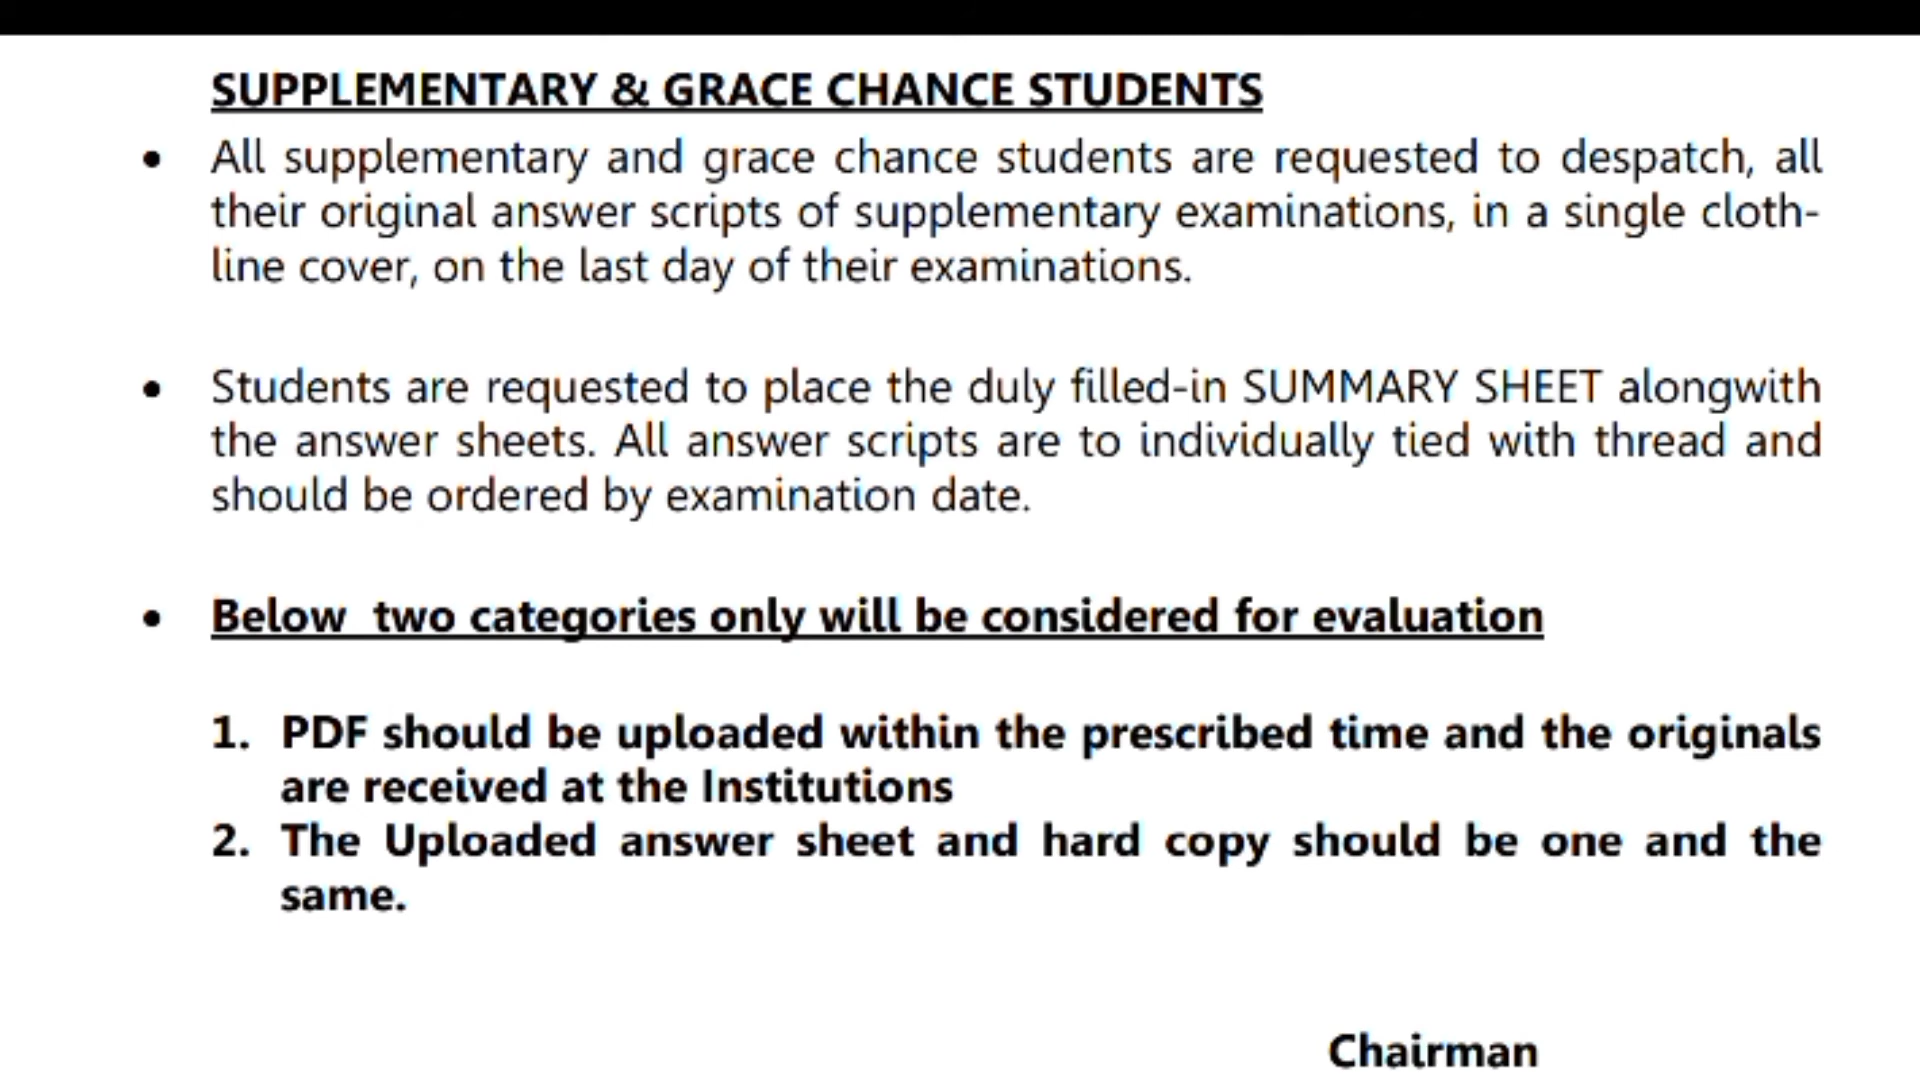 SUPPLEMENTARY & GRACE CHANCE STUDENTS
• All supplementary and grace chance students are requested to despatch, all
their original answer scripts of supplementary examinations, in a single cloth-
line cover, on the last day of their examinations.
• Students are requested to place the duly filled-in SUMMARY SHEET alongwith
the answer sheets. All answer scripts are to individually tied with thread and
should be ordered by examination date.
• Below two categories only will be considered for evaluation
1. PDF should be uploaded within the prescribed time and the originals
are received at the Institutions
2. The Uploaded answer sheet and hard copy should be one and the
same.
Chairman